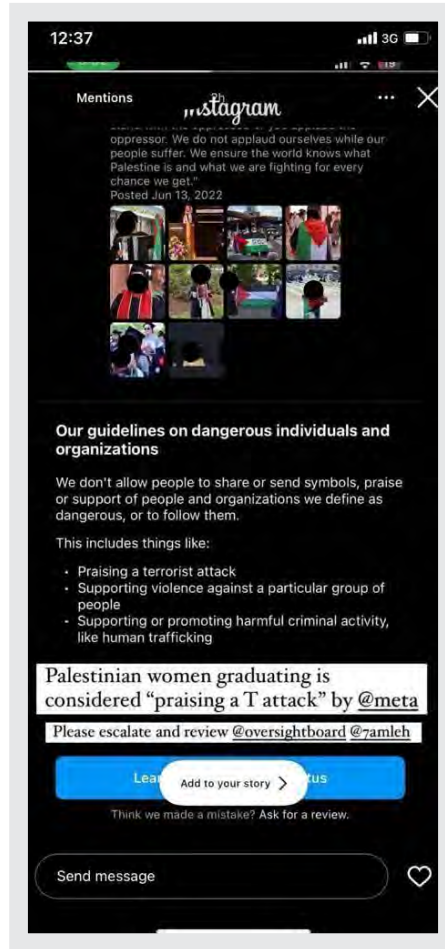 12:37
3G
Mentions
2h
Instagram
oppressor. We do not applaud ourselves while our
people suffer. We ensure the world knows what
Palestine is and what we are fighting for every
chance we get."
Posted Jun 13, 2022
Our guidelines on dangerous individuals and
organizations
We don't allow people to share or send symbols, praise
or support of people and organizations we define as
dangerous, or to follow them.
This includes things like:
• Praising a terrorist attack
• Supporting violence against a particular group of
people
• Supporting or promoting harmful criminal activity,
like human trafficking
Palestinian women graduating is
considered “praising a T attack” by @meta
Please escalate and review @oversightboard @7amleh
Add to your story >
Think we made a mistake? Ask for a review.
Send message